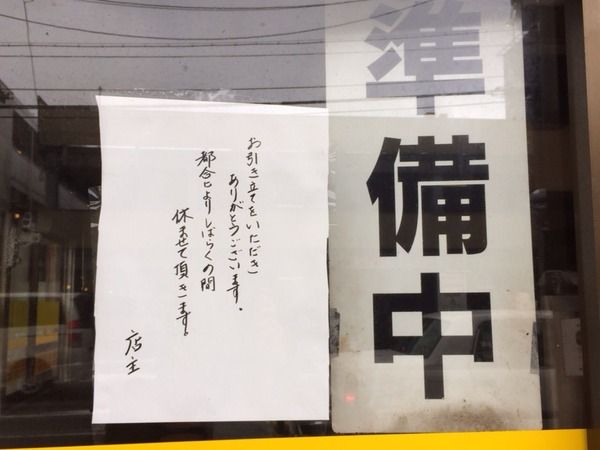 準備中
お引き立てをいただき
ありがとうございます。
都合によりしばらくの間
休ませて頂きます。
店主